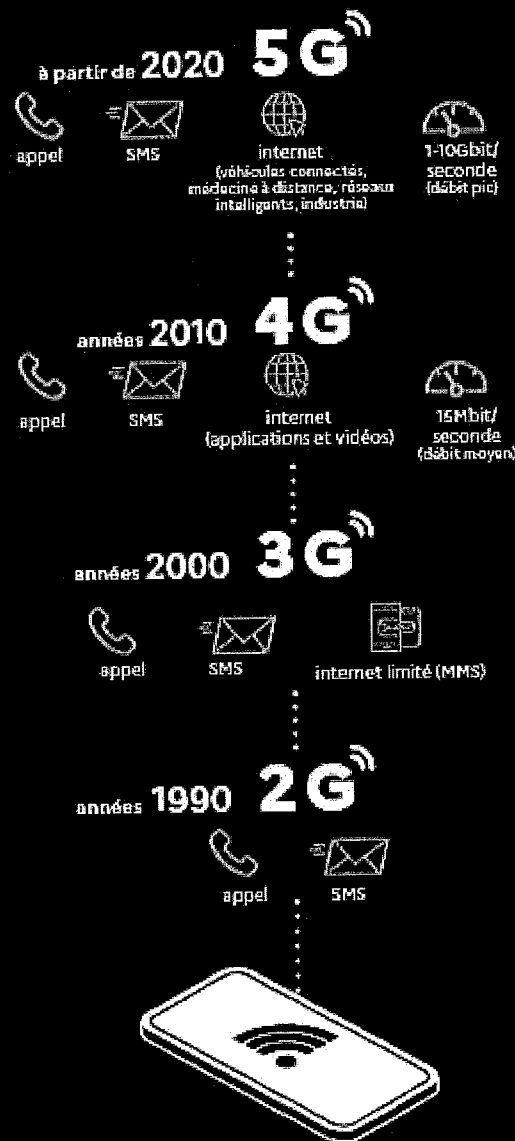 à partir de 2020 5G
appel
SMS
internet
(véhicules connectés,
médecine à distance, réseaux
intelligents, industrie)
1-10Gbit/
seconde
(débit pic)
années 2010 4G
appel
SMS
internet
(applications et vidéos)
15Mbit/
seconde
(débit moyen)
années 2000 3G
appel
SMS
internet limité (MMS)
années 1990 2G
appel
SMS